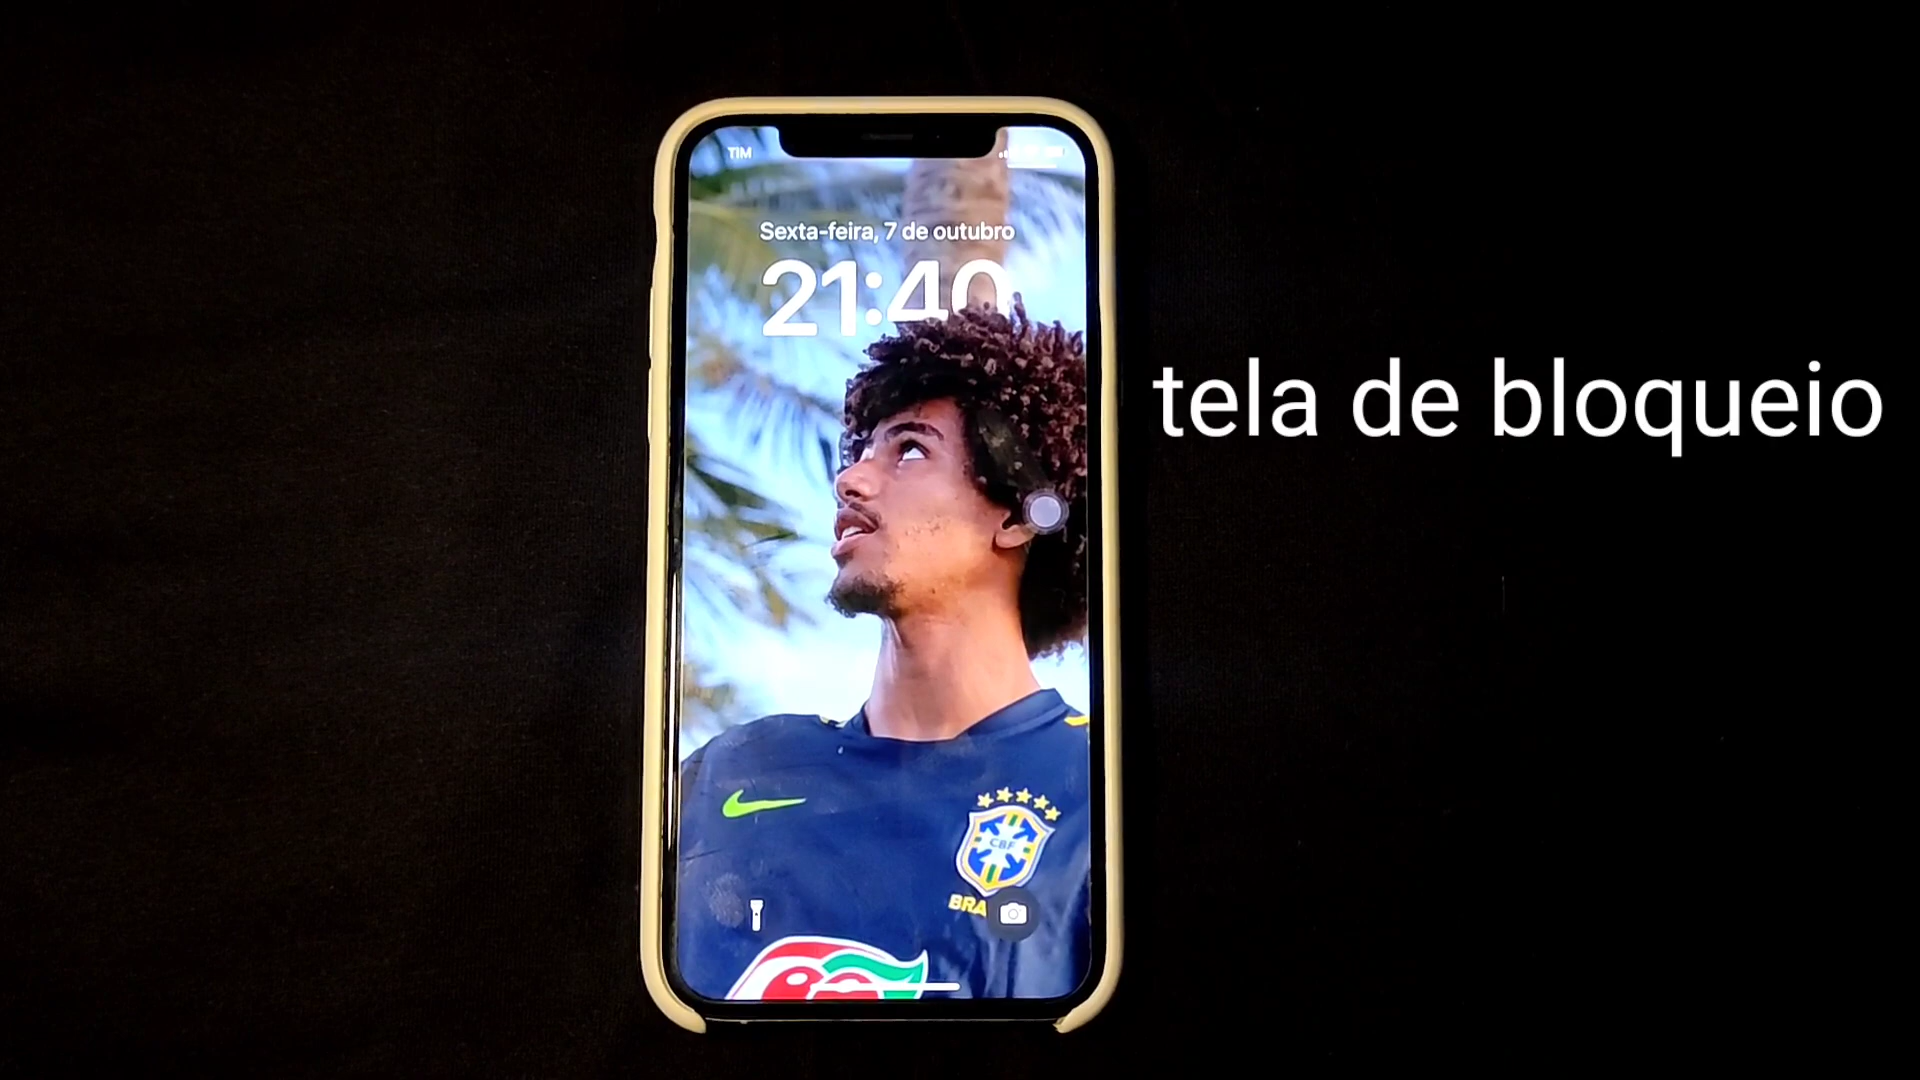 TIM
Sexta-feira, 7 de outubro
21:40
tela de bloqueio
CBF
BRA